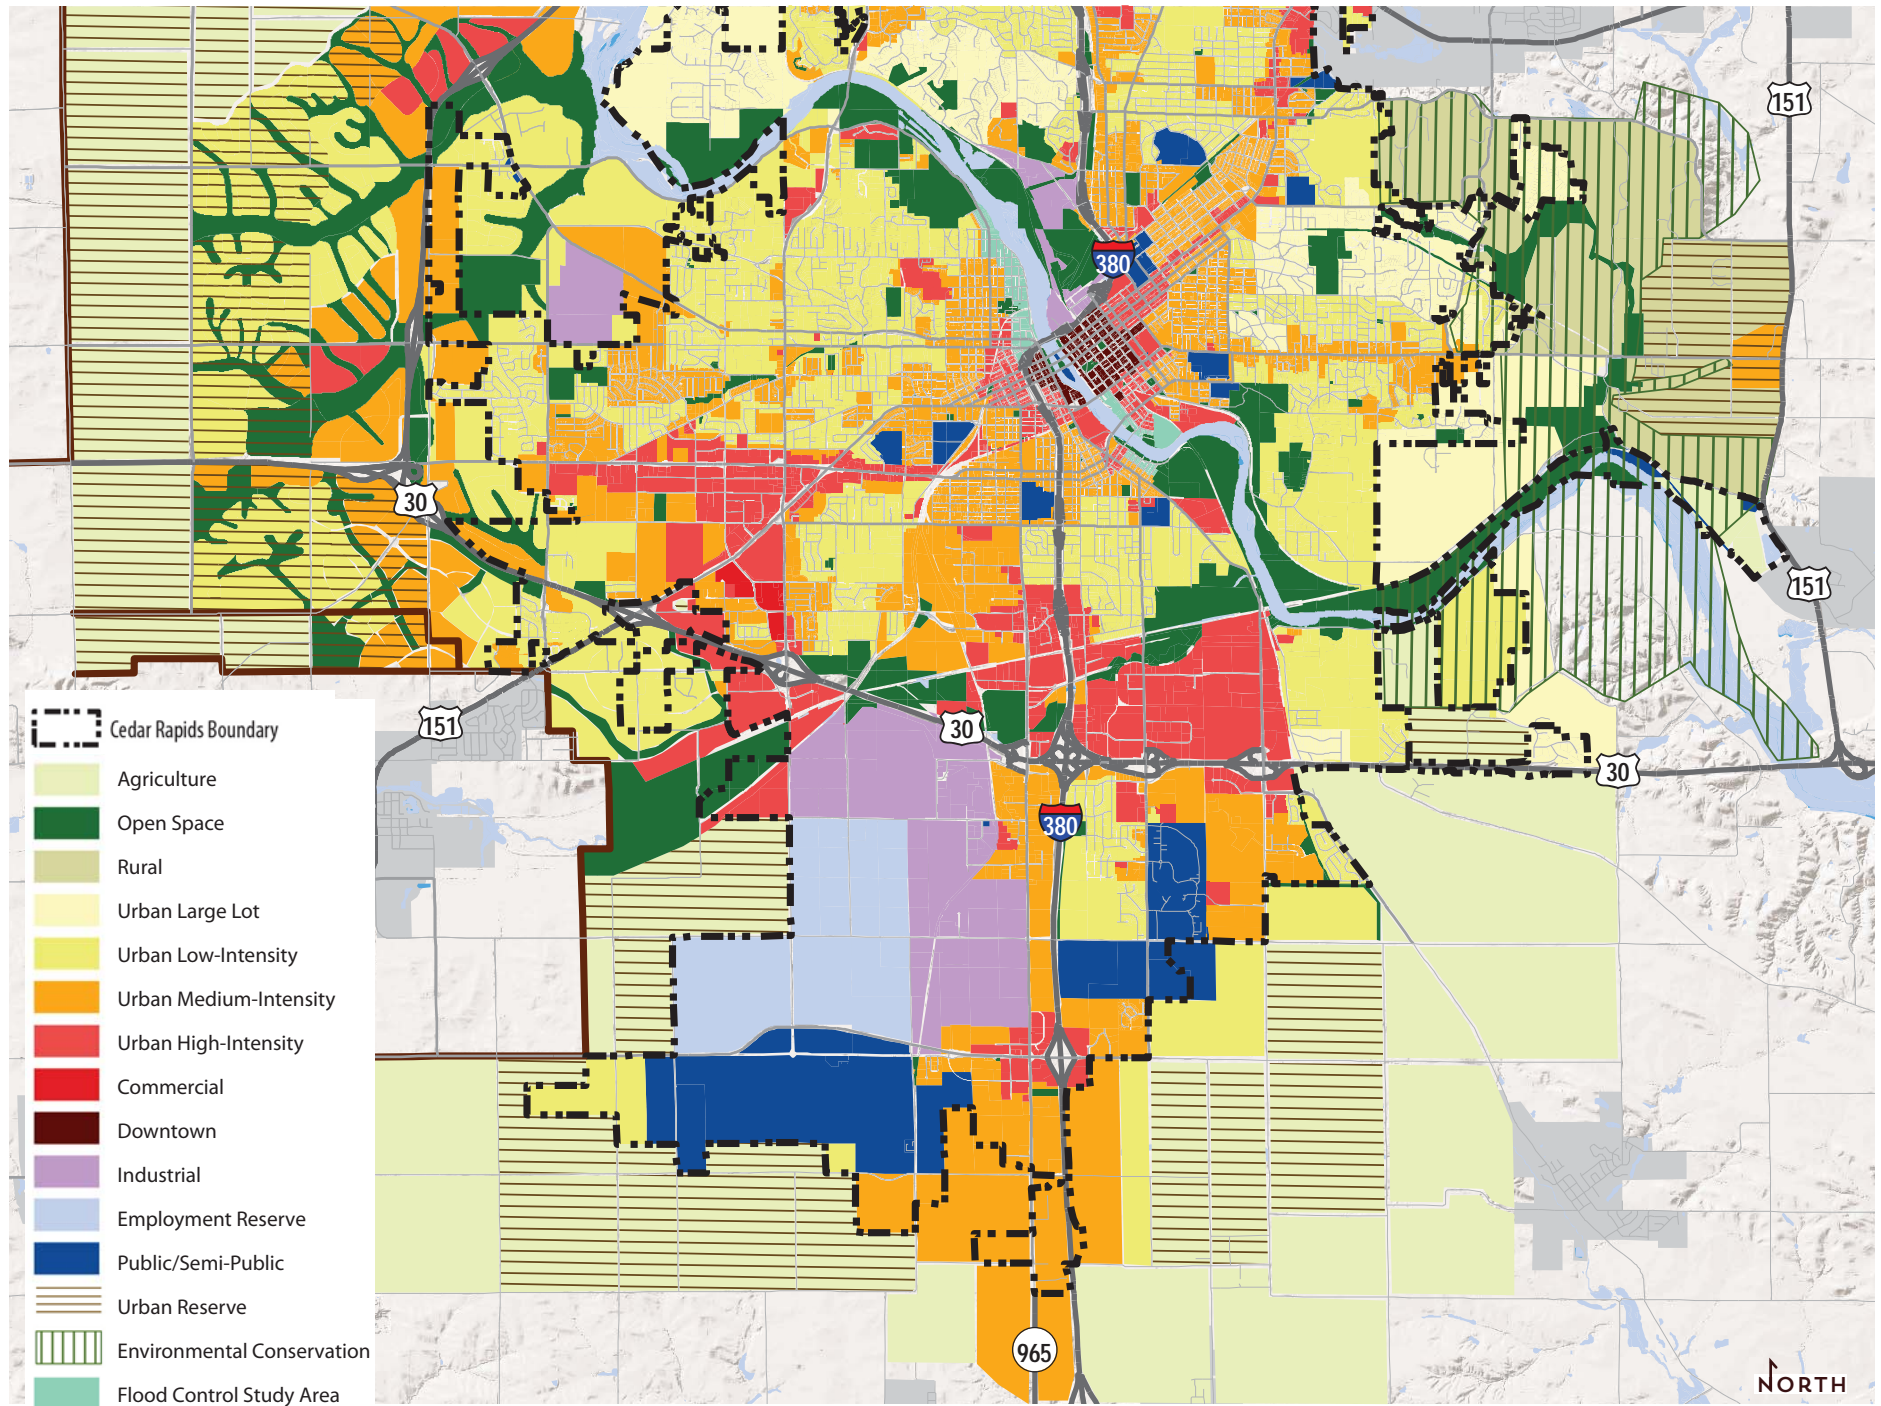 151
380
30
151
151
30
30
380
965
Cedar Rapids Boundary
Agriculture
Open Space
Rural
Urban Large Lot
Urban Low-Intensity
Urban Medium-Intensity
Urban High-Intensity
Commercial
Downtown
Industrial
Employment Reserve
Public/Semi-Public
Urban Reserve
Environmental Conservation
Flood Control Study Area
NORTH